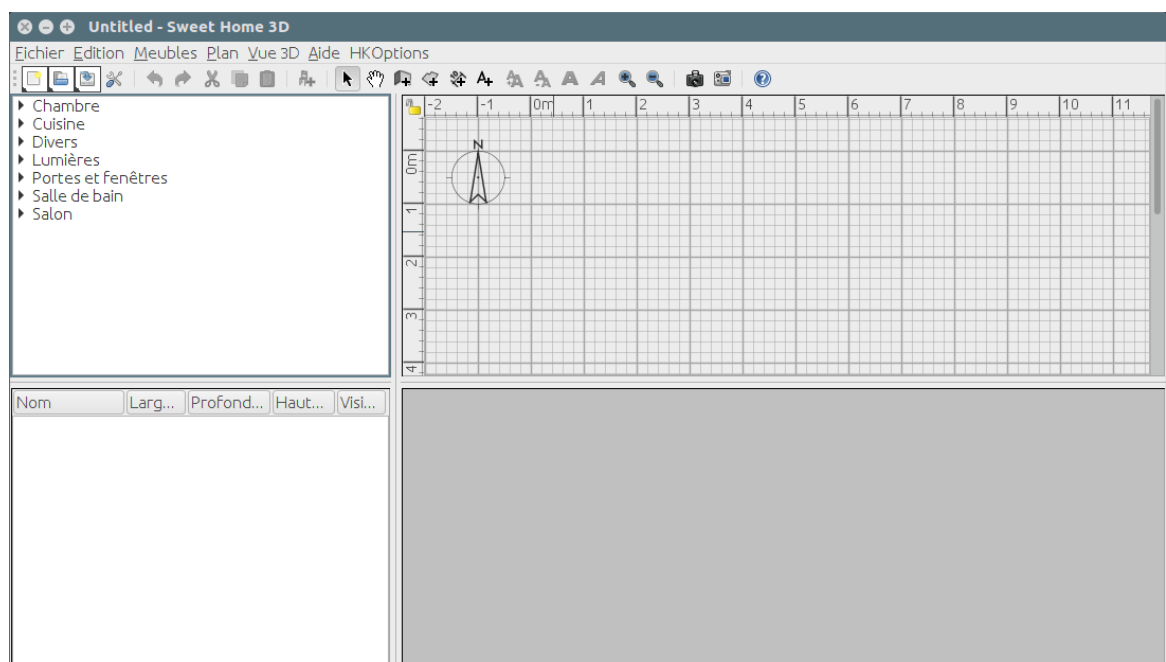 Untitled - Sweet Home 3D
Fichier Edition Meubles Plan Vue 3D Aide HKOptions
Chambre
Cuisine
Divers
Lumières
Portes et fenêtres
Salle de bain
Salon
-2 -1 0m 1 2 3 4 5 6 7 8 9 10 11
N
0m
1
2
3
4
Nom Larg... Profond... Haut... Visi...